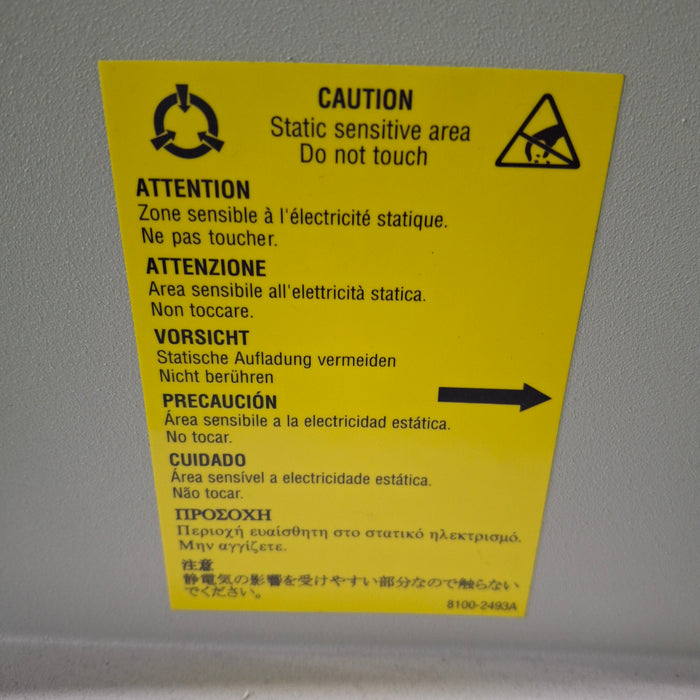 CAUTION
Static sensitive area
Do not touch
ATTENTION
Zone sensible à l'électricité statique.
Ne pas toucher.
ATTENZIONE
Area sensibile all'elettricità statica.
Non toccare.
VORSICHT
Statische Aufladung vermeiden
Nicht berühren
PRECAUCIÓN
Área sensibile a la electricidad estática.
No tocar.
CUIDADO
Área sensível a electricidade estática.
Não tocar.
ΠΡΟΣΟΧΗ
Περιοχή ευαίσθητη στο στατικό ηλεκτρισμό.
Μην αγγίζετε.
注意
静電気の影響を受けやすい部分なので触らない
でください。
8100-2493A